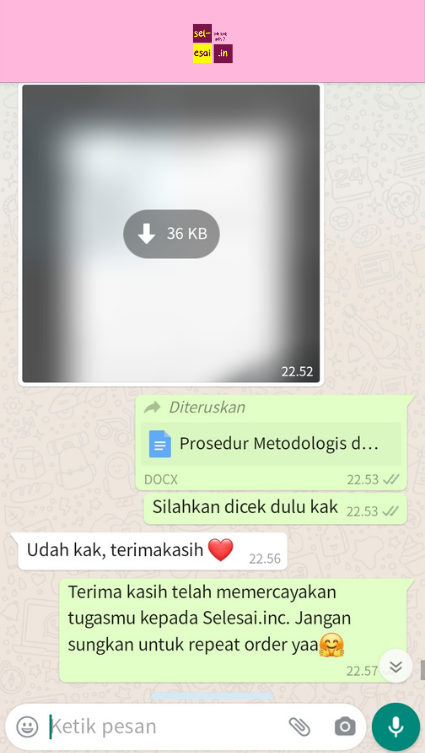 sel-
esai .in
36 KB
22.52
Diteruskan
Prosedur Metodologis d...
DOCX 22.53
Silahkan dicek dulu kak 22.53
Udah kak, terimakasih ❤️ 22.56
Terima kasih telah memercayakan
tugasmu kepada Selesai.inc. Jangan
sungkan untuk repeat order yaa🤗
22.57
Ketik pesan